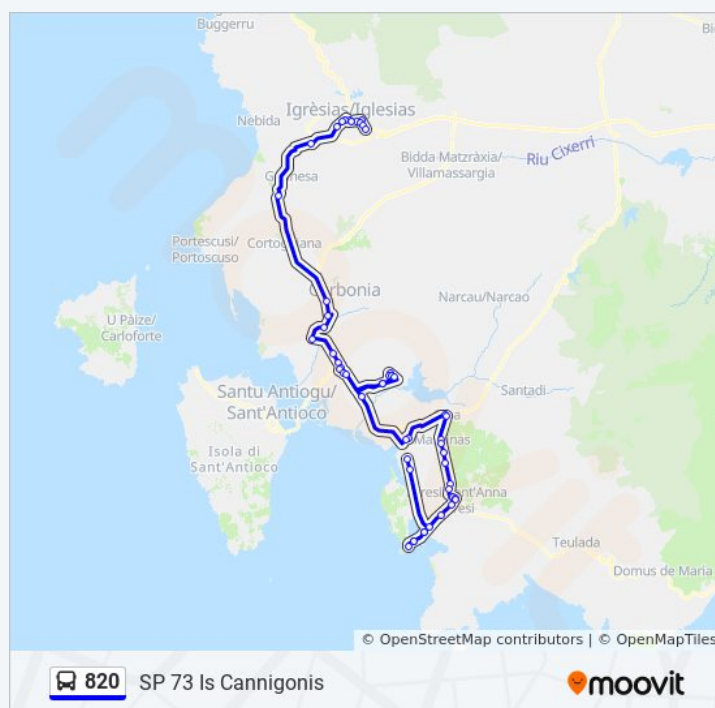 Buggerru
Igrèsias/Iglesias
Nebida
Bidda Matzràxia/
Villamassargia
Riu Cixerri
Portescusi/
Portoscuso
Carbonia
Narcau/Narcao
U Pàize/
Carloforte
Santadi
Santu Antiogu/
Sant'Antioco
Isola di
Sant'Antioco
Teulada
Domus de Maria
© OpenStreetMap contributors | © OpenMapTiles
820 SP 73 Is Cannigonis
moovit